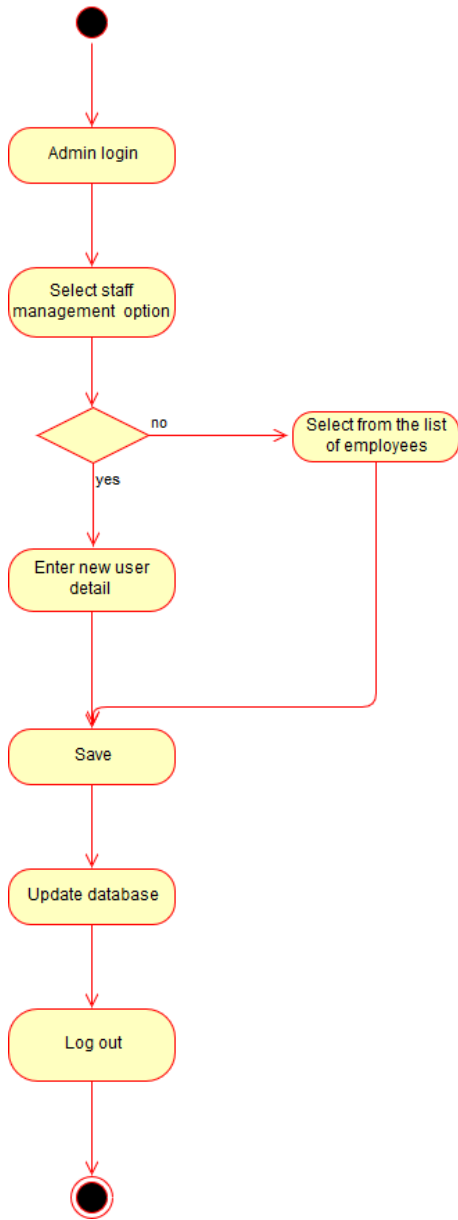 Admin login
Select staff
management option
no
Select from the list
of employees
yes
Enter new user
detail
Save
Update database
Log out